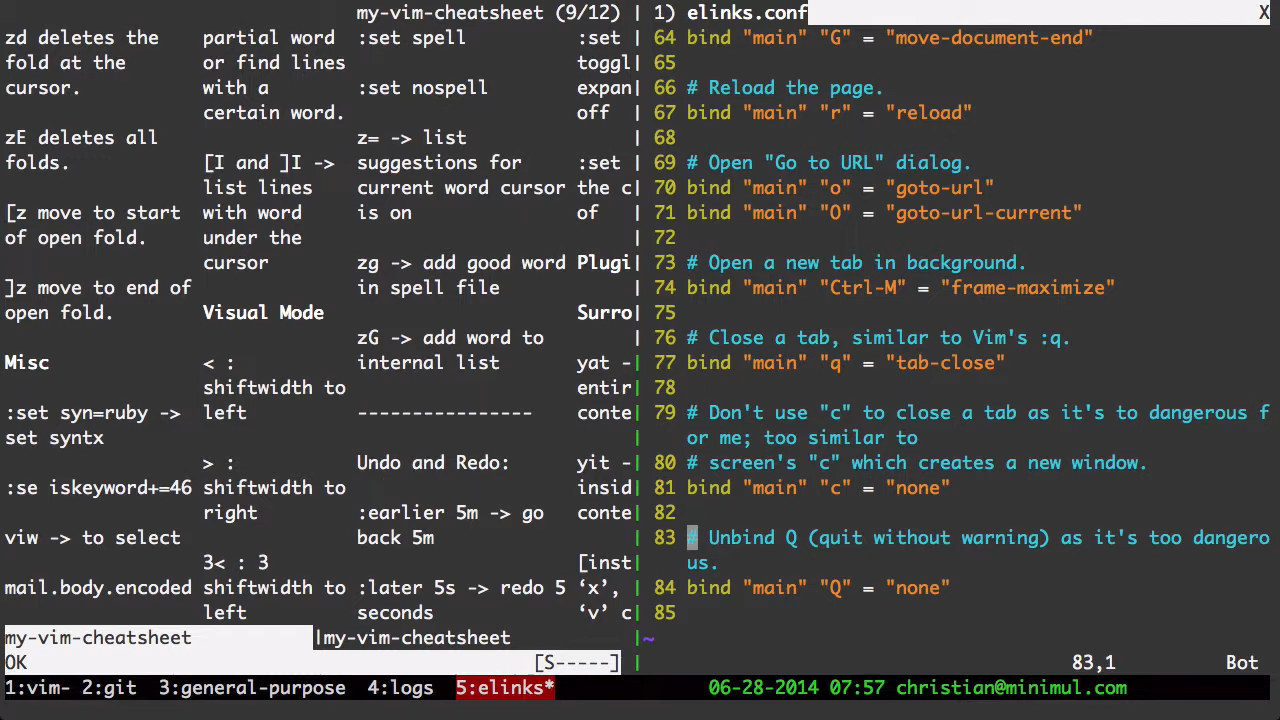 my-vim-cheatsheet (9/12)
zd deletes the
fold at the
cursor.
zE deletes all
folds.
[z move to start
of open fold.
]z move to end of
open fold.
Misc
:set syn=ruby ->
set syntx
:se iskeyword+=46
viw -> to select
mail.body.encoded
partial word
or find lines
with a
certain word.
[I and ]I ->
list lines
with word
under the
cursor
Visual Mode
< :
shiftwidth to
left
> :
shiftwidth to
right
3< : 3
shiftwidth to
left
:set spell
:set nospell
z= -> list
suggestions for
current word cursor
is on
zg -> add good word
in spell file
zG -> add word to
internal list
----------------
Undo and Redo:
:earlier 5m -> go
back 5m
:later 5s -> redo 5
seconds
:set
toggl
expan
off
:set
the c
of
Plugi
Surro
yat -
entir
conte
yit -
insid
conte
[inst
‘x’,
‘v’ c
my-vim-cheatsheet |my-vim-cheatsheet
OK [S-----]
1) elinks.conf X
64 bind "main" "G" = "move-document-end"
65
66 # Reload the page.
67 bind "main" "r" = "reload"
68
69 # Open "Go to URL" dialog.
70 bind "main" "o" = "goto-url"
71 bind "main" "O" = "goto-url-current"
72
73 # Open a new tab in background.
74 bind "main" "Ctrl-M" = "frame-maximize"
75
76 # Close a tab, similar to Vim's :q.
77 bind "main" "q" = "tab-close"
78
79 # Don't use "c" to close a tab as it's to dangerous f
or me; too similar to
80 # screen's "c" which creates a new window.
81 bind "main" "c" = "none"
82
83 # Unbind Q (quit without warning) as it's too dangero
us.
84 bind "main" "Q" = "none"
85
~
83,1 Bot
1:vim- 2:git 3:general-purpose 4:logs 5:elinks* 06-28-2014 07:57 christian@minimul.com